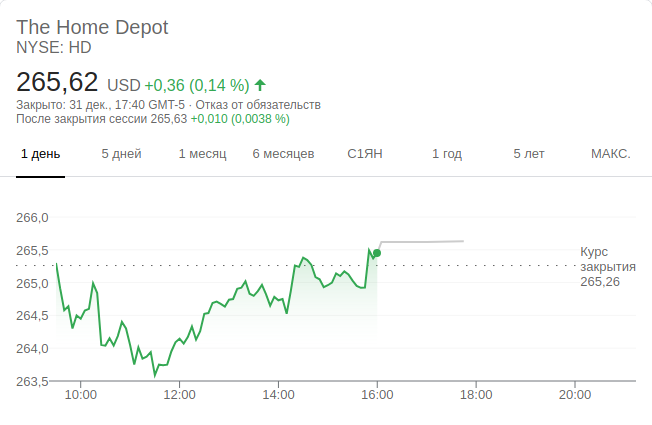 The Home Depot
NYSE: HD
265,62 USD +0,36 (0,14 %)
Закрыто: 31 дек., 17:40 GMT-5 · Отказ от обязательств
После закрытия сессии 265,63 +0,010 (0,0038 %)
1 день 5 дней 1 месяц 6 месяцев С1ЯН 1 год 5 лет МАКС.
266,0
265,5
265,0
264,5
264,0
263,5
Курс
закрытия
265,26
10:00 12:00 14:00 16:00 18:00 20:00